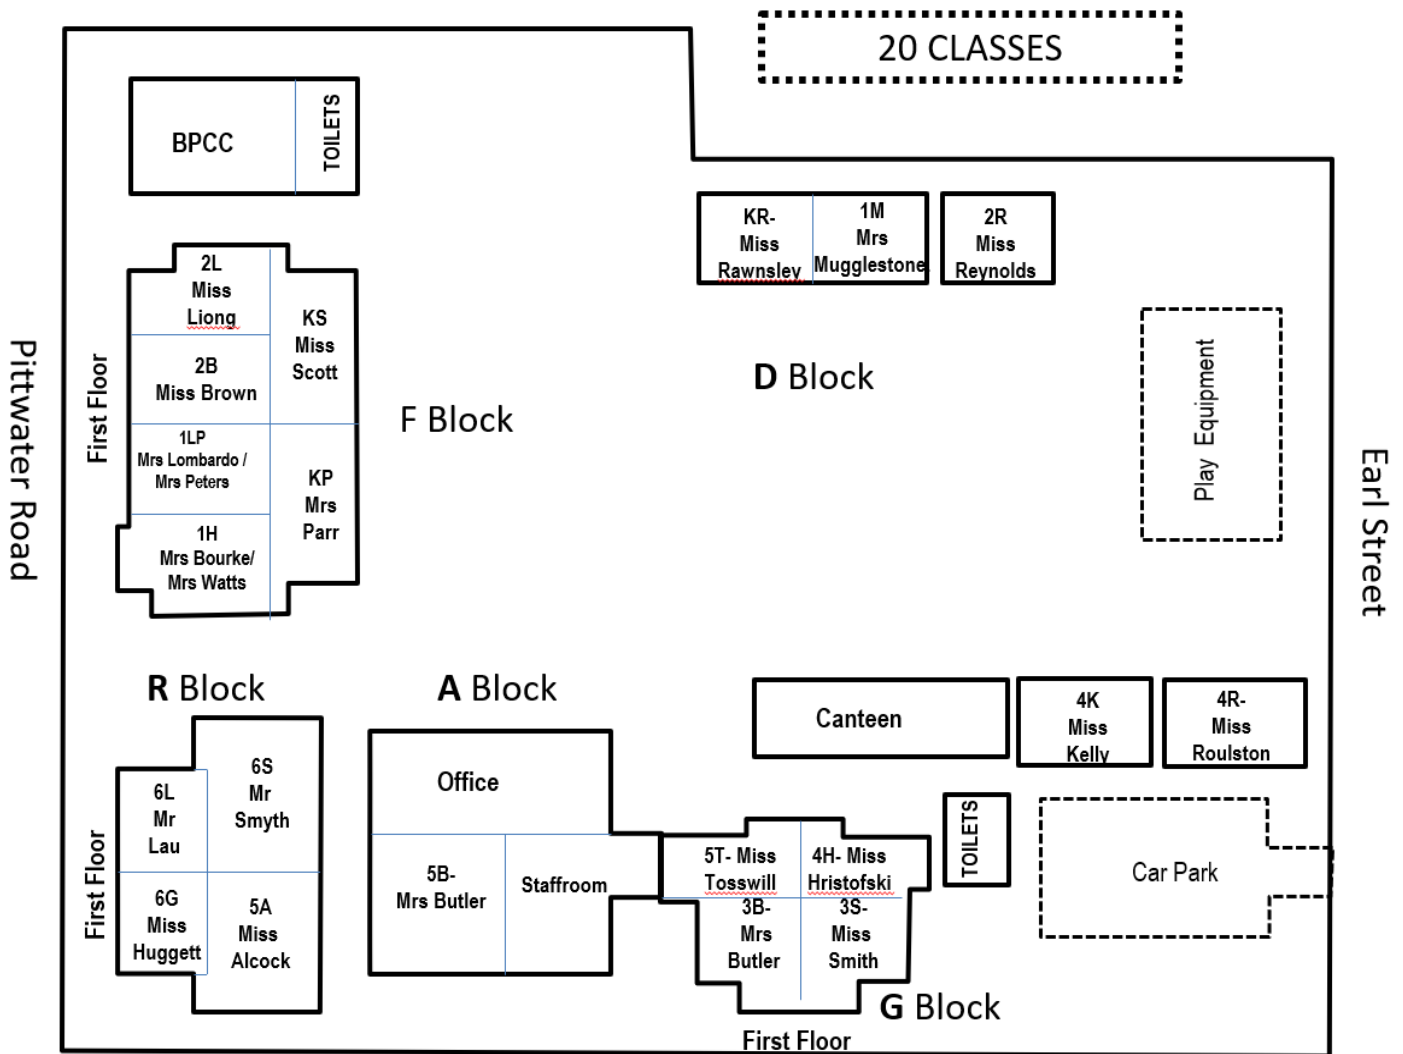 20 CLASSES
BPCC
TOILETS
KR-
Miss
Rawnsley
1M
Mrs
Mugglestone
2R
Miss
Reynolds
2L
Miss
Liong
KS
Miss
Scott
2B
Miss Brown
1LP
Mrs Lombardo /
Mrs Peters
KP
Mrs
Parr
1H
Mrs Bourke/
Mrs Watts
First Floor
Pittwater Road
F Block
D Block
Play Equipment
Earl Street
R Block
A Block
Canteen
4K
Miss
Kelly
4R-
Miss
Roulston
6S
Mr
Smyth
6L
Mr
Lau
6G
Miss
Huggett
5A
Miss
Alcock
First Floor
Office
5B-
Mrs Butler
Staffroom
5T- Miss
Tosswill
4H- Miss
Hristofski
3B-
Mrs
Butler
3S-
Miss
Smith
TOILETS
Car Park
G Block
First Floor